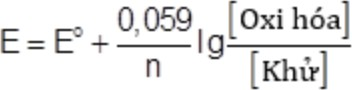 E = E° + 0,059/n lg [Oxi hóa]/[Khử]